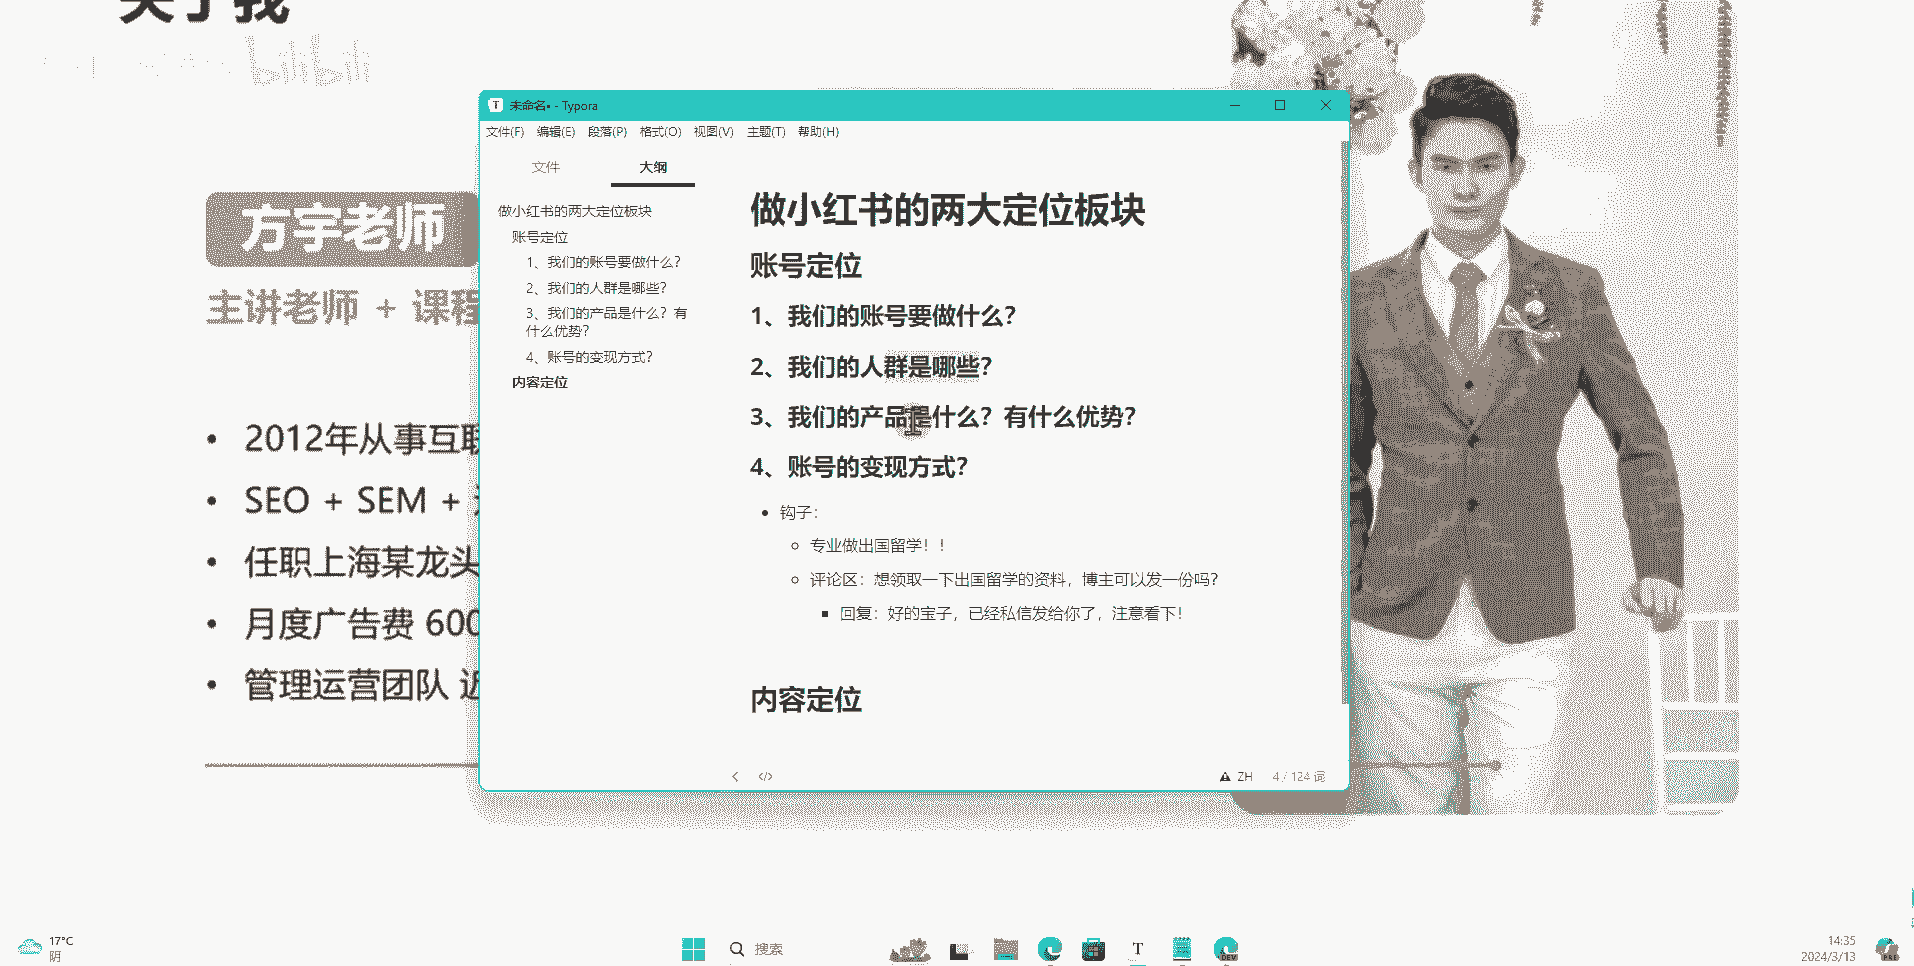 关于我
bilibili
方宇老师
主讲老师 + 课程
2012年从事互联
SEO + SEM +
任职上海某龙头
月度广告费 600
管理运营团队 近
未命名• - Typora
文件(F) 编辑(E) 段落(P) 格式(O) 视图(V) 主题(T) 帮助(H)
文件 大纲
做小红书的两大定位板块
账号定位
1、我们的账号要做什么？
2、我们的人群是哪些？
3、我们的产品是什么？有
什么优势？
4、账号的变现方式？
内容定位
做小红书的两大定位板块
账号定位
1、我们的账号要做什么？
2、我们的人群是哪些？
3、我们的产品是什么？有什么优势？
4、账号的变现方式？
钩子：
专业做出国留学！！
评论区：想领取一下出国留学的资料，博主可以发一份吗？
回复：好的宝子，已经私信发给你了，注意看下！
内容定位
ZH 4 / 124 词
17°C
阴
搜索
T
DEV
14:35
2024/3/13
PRE